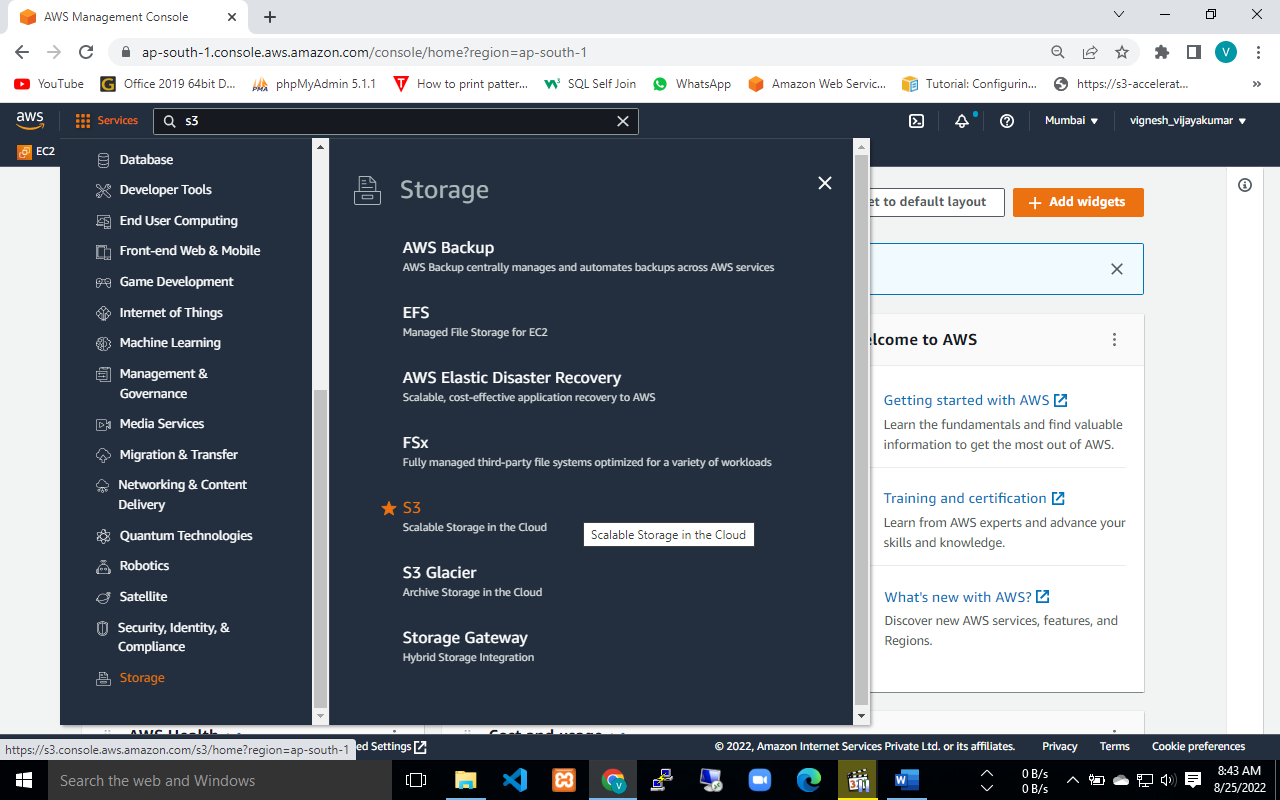 AWS Management Console
ap-south-1.console.aws.amazon.com/console/home?region=ap-south-1
V
YouTube
Office 2019 64bit D...
phpMyAdmin 5.1.1
How to print patter...
SQL Self Join
WhatsApp
Amazon Web Servic...
Tutorial: Configurin...
https://s3-accelerat...
»
aws
Services
s3
Mumbai
vignesh_vijayakumar
EC2
Database
Developer Tools
End User Computing
Front-end Web & Mobile
Game Development
Internet of Things
Machine Learning
Management &
Governance
Media Services
Migration & Transfer
Networking & Content
Delivery
Quantum Technologies
Robotics
Satellite
Security, Identity, &
Compliance
Storage
Storage
AWS Backup
AWS Backup centrally manages and automates backups across AWS services
EFS
Managed File Storage for EC2
AWS Elastic Disaster Recovery
Scalable, cost-effective application recovery to AWS
FSx
Fully managed third-party file systems optimized for a variety of workloads
S3
Scalable Storage in the Cloud
Scalable Storage in the Cloud
S3 Glacier
Archive Storage in the Cloud
Storage Gateway
Hybrid Storage Integration
et to default layout
Add widgets
elcome to AWS
Getting started with AWS
Learn the fundamentals and find valuable
information to get the most out of AWS.
Training and certification
Learn from AWS experts and advance your
skills and knowledge.
What's new with AWS?
Discover new AWS services, features, and
Regions.
AWS Health
Cost and usage
https://s3.console.aws.amazon.com/s3/home?region=ap-south-1
ed Settings
© 2022, Amazon Internet Services Private Ltd. or its affiliates.
Privacy
Terms
Cookie preferences
Search the web and Windows
0 B/s
0 B/s
8:43 AM
8/25/2022